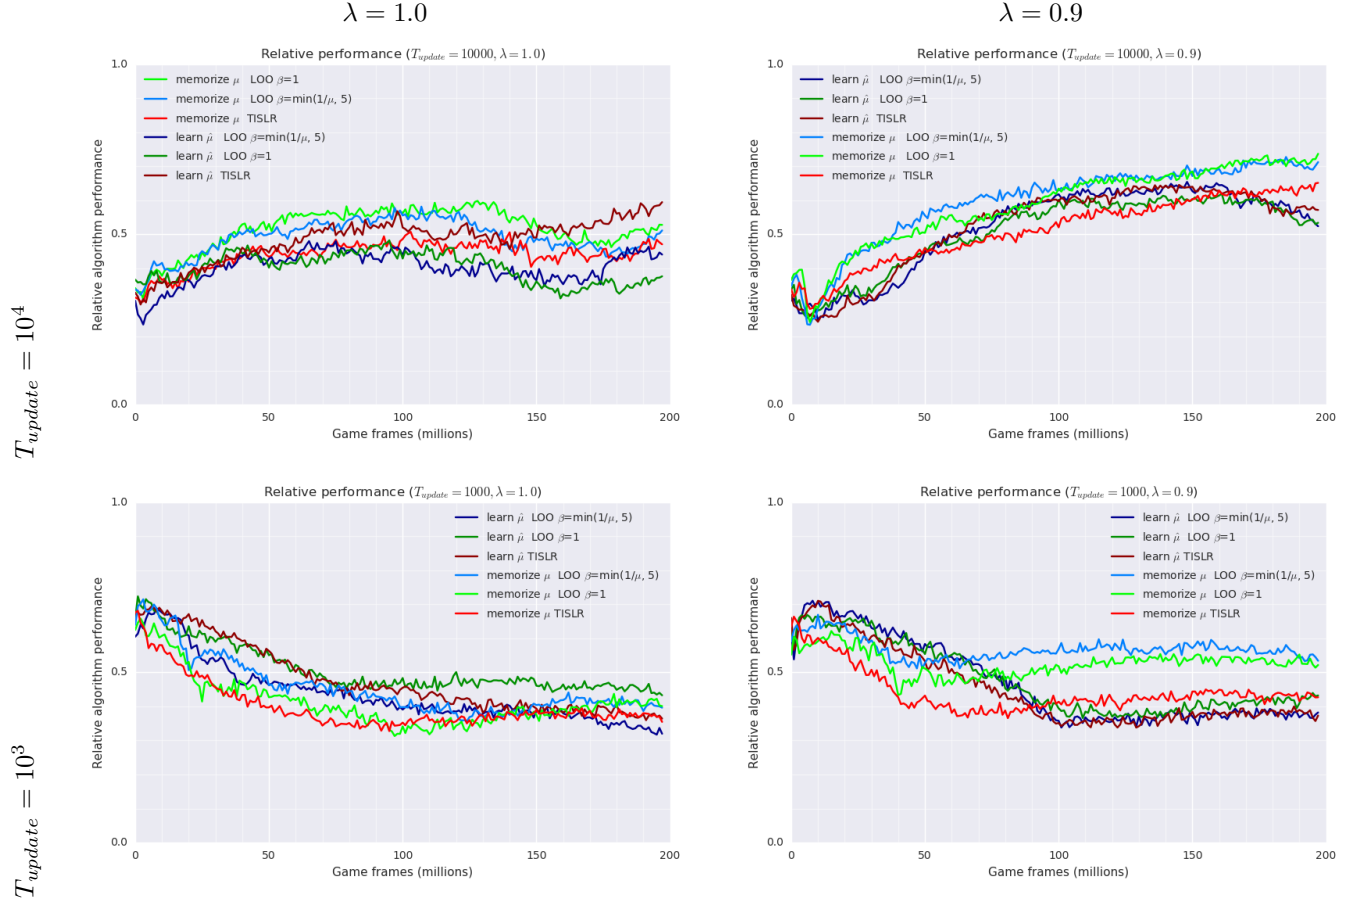 λ = 1.0
λ = 0.9
T_update = 10^4
Relative performance (T_update = 10000, λ = 1.0)
1.0
memorize μ LOO β=1
memorize μ LOO β=min(1/μ, 5)
memorize μ TISLR
learn μ̂ LOO β=min(1/μ, 5)
learn μ̂ LOO β=1
learn μ̂ TISLR
Relative algorithm performance
0.5
0.0
0
50
100
150
200
Game frames (millions)
Relative performance (T_update = 10000, λ = 0.9)
1.0
learn μ̂ LOO β=min(1/μ, 5)
learn μ̂ LOO β=1
learn μ̂ TISLR
memorize μ LOO β=min(1/μ, 5)
memorize μ LOO β=1
memorize μ TISLR
Relative algorithm performance
0.5
0.0
0
50
100
150
200
Game frames (millions)
T_update = 10^3
Relative performance (T_update = 1000, λ = 1.0)
1.0
learn μ̂ LOO β=min(1/μ, 5)
learn μ̂ LOO β=1
learn μ̂ TISLR
memorize μ LOO β=min(1/μ, 5)
memorize μ LOO β=1
memorize μ TISLR
Relative algorithm performance
0.5
0.0
0
50
100
150
200
Game frames (millions)
Relative performance (T_update = 1000, λ = 0.9)
1.0
learn μ̂ LOO β=min(1/μ, 5)
learn μ̂ LOO β=1
learn μ̂ TISLR
memorize μ LOO β=min(1/μ, 5)
memorize μ LOO β=1
memorize μ TISLR
Relative algorithm performance
0.5
0.0
0
50
100
150
200
Game frames (millions)